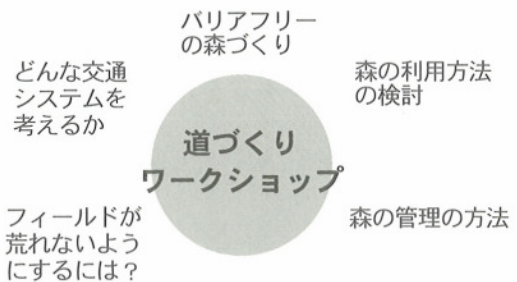 バリアフリー
の森づくり
どんな交通
システムを
考えるか
森の利用方法
の検討
道づくり
ワークショップ
フィールドが
荒れないよう
にするには？
森の管理の方法